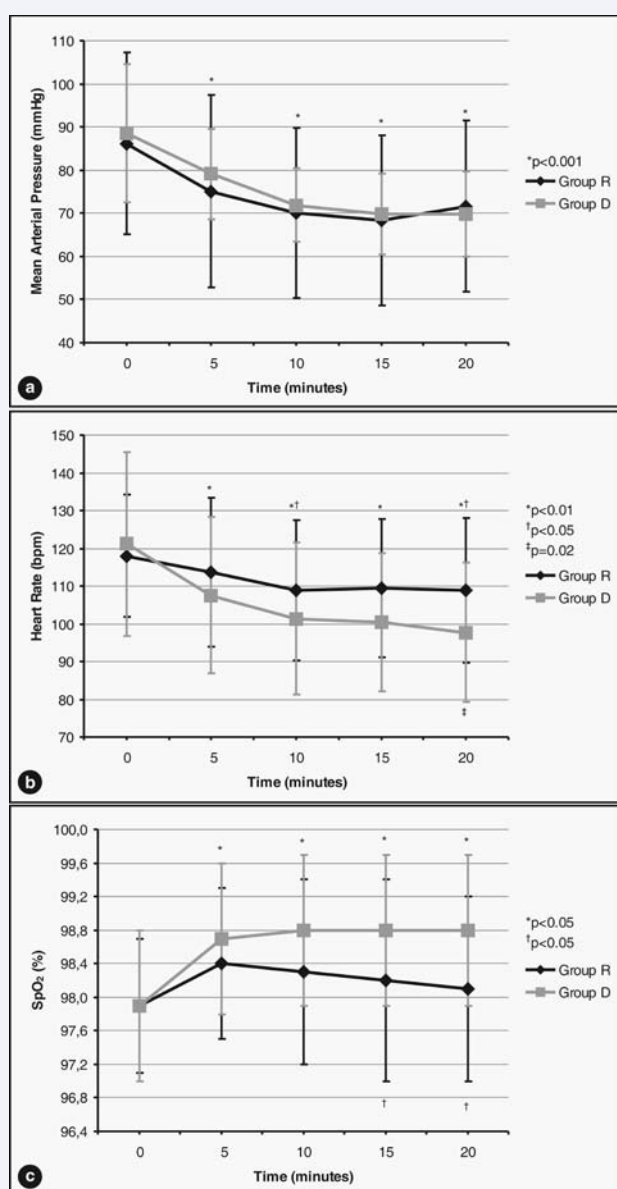 110
*
100
*
*
*
90
80
70
60
50
40
Mean Arterial Pressure (mmHg)
*p<0.001
Group R
Group D
0 5 10 15 20
Time (minutes)
a
150
140
130
120
110
100
90
80
70
Heart Rate (bpm)
* *† * *†
*p<0.01
†p<0.05
‡p=0.02
Group R
Group D
‡
0 5 10 15 20
Time (minutes)
b
100,0
99,6
99,2
98,8
98,4
98,0
97,6
97,2
96,8
96,4
SpO₂ (%)
* * * *
*p<0.05
†p<0.05
Group R
Group D
† †
0 5 10 15 20
Time (minutes)
c